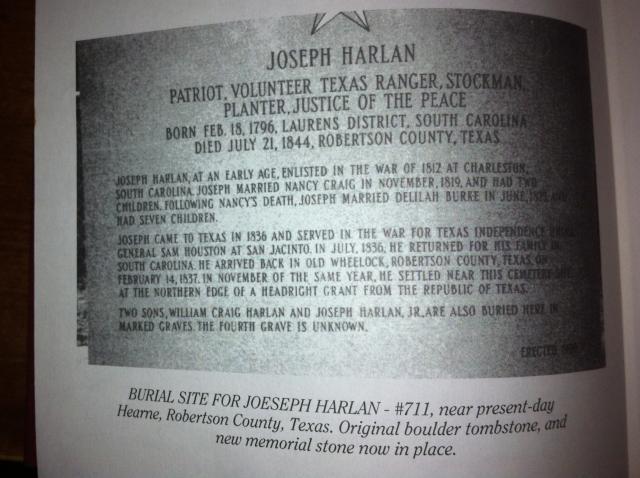 JOSEPH HARLAN
PATRIOT, VOLUNTEER TEXAS RANGER, STOCKMAN,
PLANTER, JUSTICE OF THE PEACE
BORN FEB. 18, 1796, LAURENS DISTRICT, SOUTH CAROLINA
DIED JULY 21, 1844, ROBERTSON COUNTY, TEXAS
JOSEPH HARLAN, AT AN EARLY AGE, ENLISTED IN THE WAR OF 1812 AT CHARLESTON,
SOUTH CAROLINA. JOSEPH MARRIED NANCY CRAIG IN NOVEMBER, 1819, AND HAD TWO
CHILDREN. FOLLOWING NANCY'S DEATH, JOSEPH MARRIED DELILAH BURKE IN JUNE, AND
HAD SEVEN CHILDREN.
JOSEPH CAME TO TEXAS IN 1836 AND SERVED IN THE WAR FOR TEXAS INDEPENDENCE
GENERAL SAM HOUSTON AT SAN JACINTO. IN JULY, 1836, HE RETURNED FOR HIS FAMILY IN
SOUTH CAROLINA. HE ARRIVED BACK IN OLD WHEELOCK, ROBERTSON COUNTY, TEXAS, ON
FEBRUARY 14, 1837. IN NOVEMBER OF THE SAME YEAR, HE SETTLED NEAR THIS CEMETERY
AT THE NORTHERN EDGE OF A HEADRIGHT GRANT FROM THE REPUBLIC OF TEXAS.
TWO SONS, WILLIAM CRAIG HARLAN AND JOSEPH HARLAN, JR. ARE ALSO BURIED HERE IN
MARKED GRAVES. THE FOURTH GRAVE IS UNKNOWN.
ERECTED
BURIAL SITE FOR JOESEPH HARLAN - #711, near present-day
Hearne, Robertson County, Texas. Original boulder tombstone, and
new memorial stone now in place.